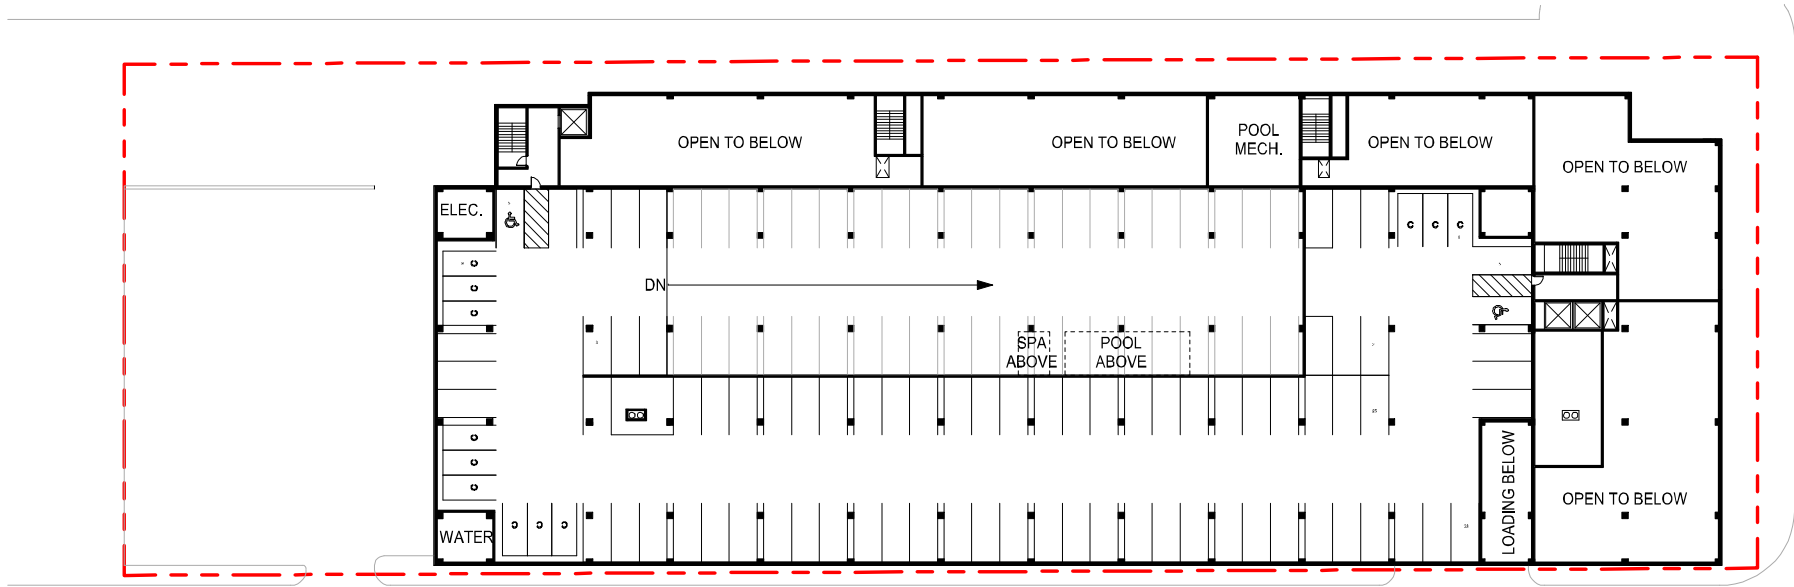 OPEN TO BELOW
OPEN TO BELOW
POOL
MECH.
OPEN TO BELOW
OPEN TO BELOW
ELEC.
C
C
C
C
C
C
DN
SPA
ABOVE
POOL
ABOVE
C
C
C
C
C
C
WATER
LOADING BELOW
OPEN TO BELOW